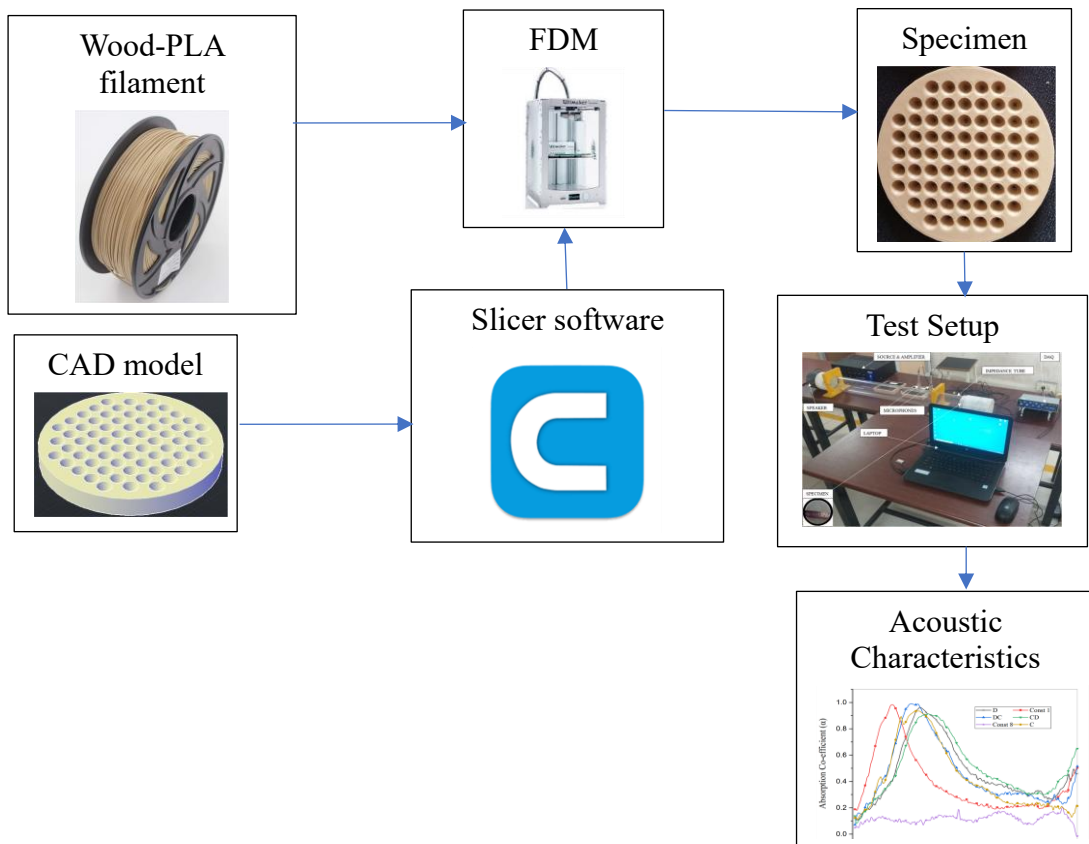 Wood-PLA
filament
FDM
Specimen
CAD model
Slicer software
Test Setup
SOURCE & AMPLIFIER
DAQ
IMPEDANCE TUBE
SPEAKER
MICROPHONES
LAPTOP
SPECIMEN
Acoustic
Characteristics
Absorption Co-efficient (α)
1.0
0.8
0.6
0.4
0.2
0.0
D
Const 1
DC
CD
Const 8
C